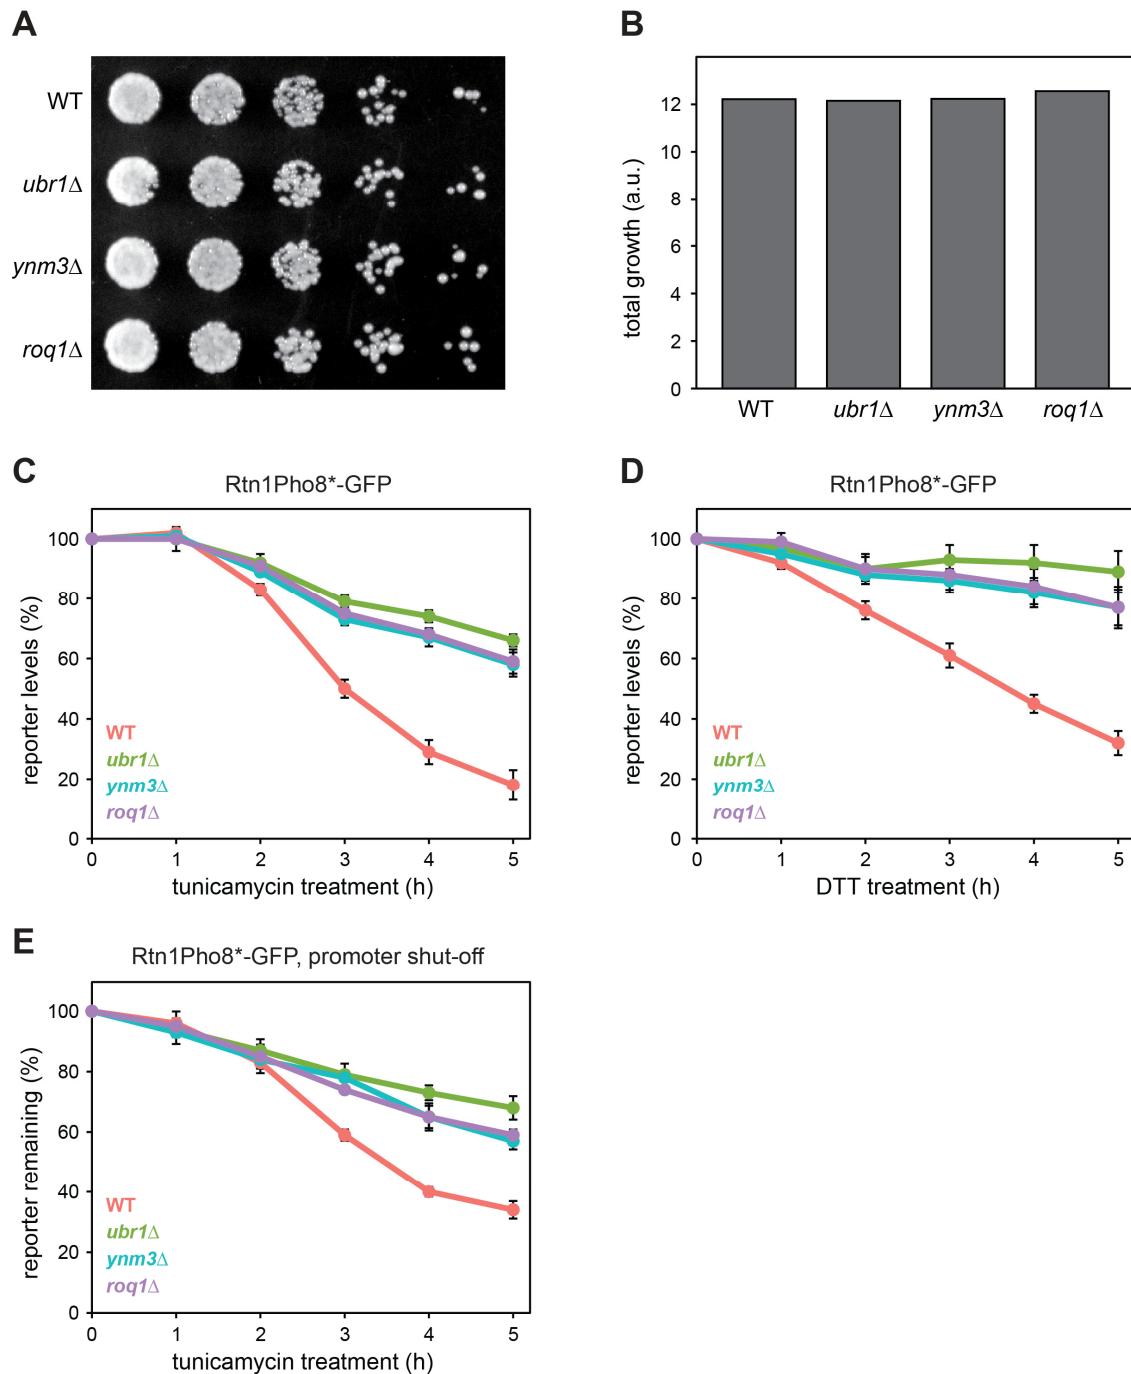 A
WT
ubr1Δ
ynm3Δ
roq1Δ
B
total growth (a.u.)
12
10
8
6
4
2
0
WT ubr1Δ ynm3Δ roq1Δ
C
Rtn1Pho8*-GFP
reporter levels (%)
100
80
60
40
20
0
WT
ubr1Δ
ynm3Δ
roq1Δ
0 1 2 3 4 5
tunicamycin treatment (h)
D
Rtn1Pho8*-GFP
reporter levels (%)
100
80
60
40
20
0
WT
ubr1Δ
ynm3Δ
roq1Δ
0 1 2 3 4 5
DTT treatment (h)
E
Rtn1Pho8*-GFP, promoter shut-off
reporter remaining (%)
100
80
60
40
20
0
WT
ubr1Δ
ynm3Δ
roq1Δ
0 1 2 3 4 5
tunicamycin treatment (h)